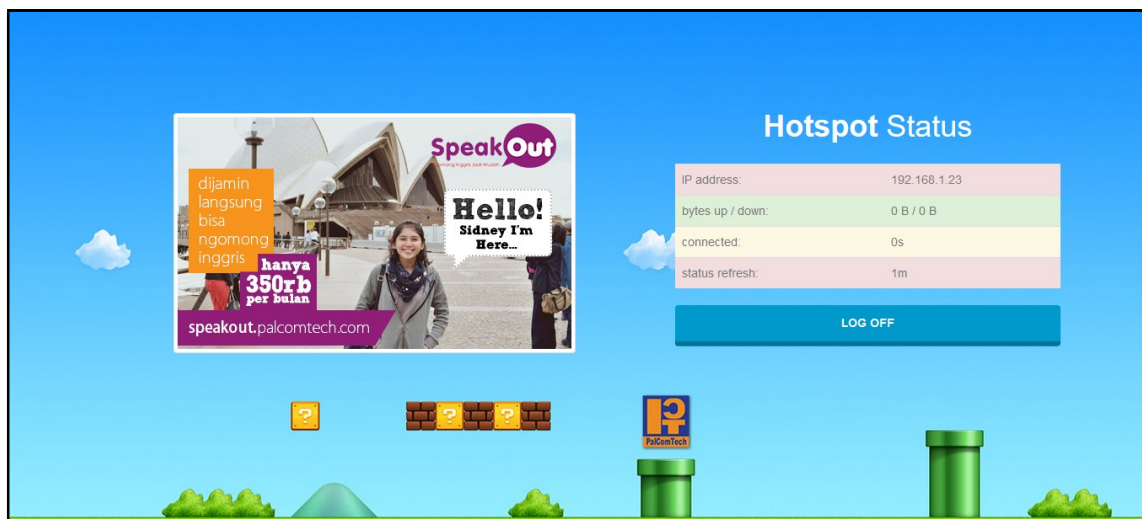 SpeakOut
dijamin
langsung
bisa
ngomong
inggris
hanya
350rb
per bulan
Hello!
Sidney I'm
Here...
speakout.palcomtech.com
Hotspot Status
IP address: 192.168.1.23
bytes up / down: 0 B / 0 B
connected: 0s
status refresh: 1m
LOG OFF
?
? ?
PalComTech